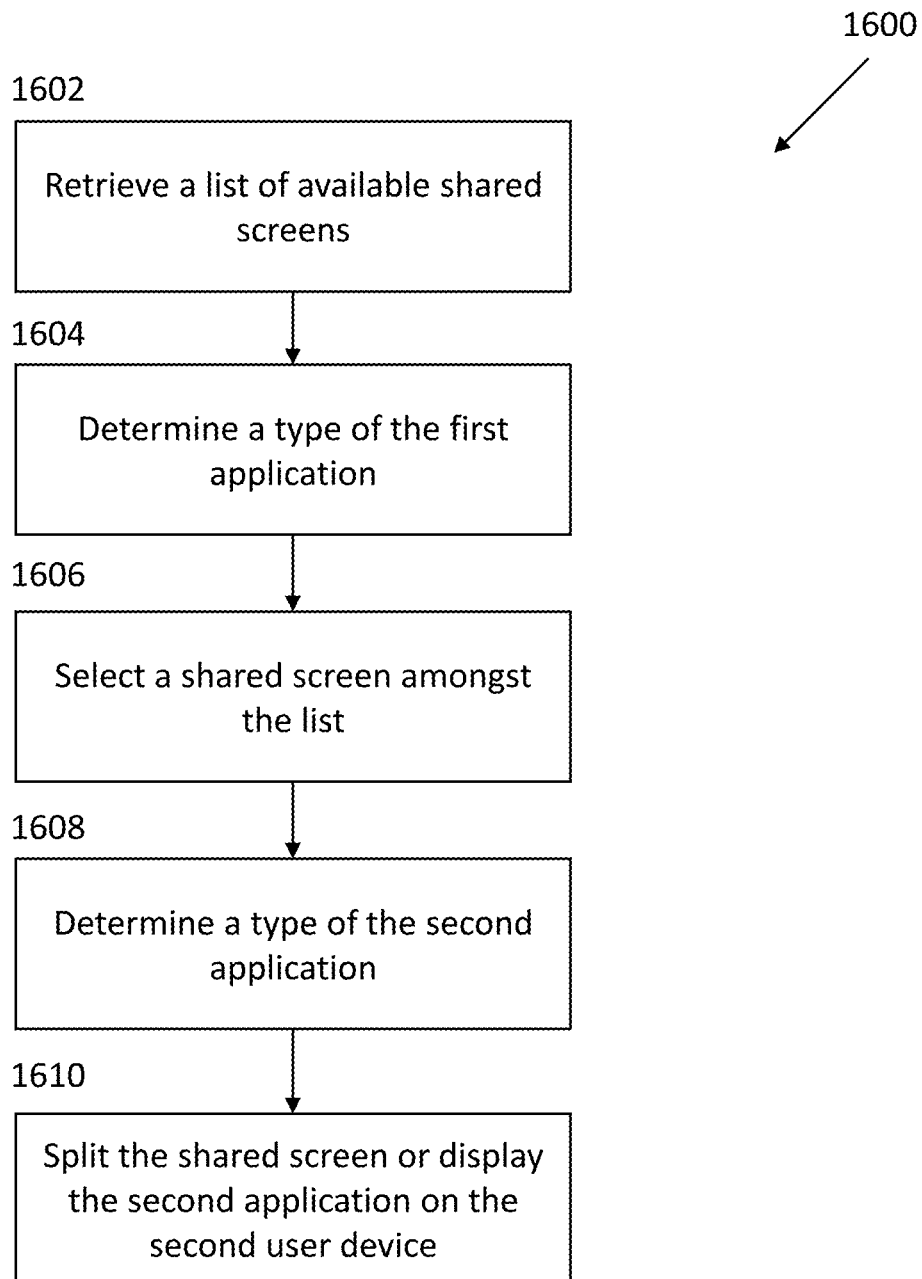 1600
1602
Retrieve a list of available shared
screens
1604
Determine a type of the first
application
1606
Select a shared screen amongst
the list
1608
Determine a type of the second
application
1610
Split the shared screen or display
the second application on the
second user device